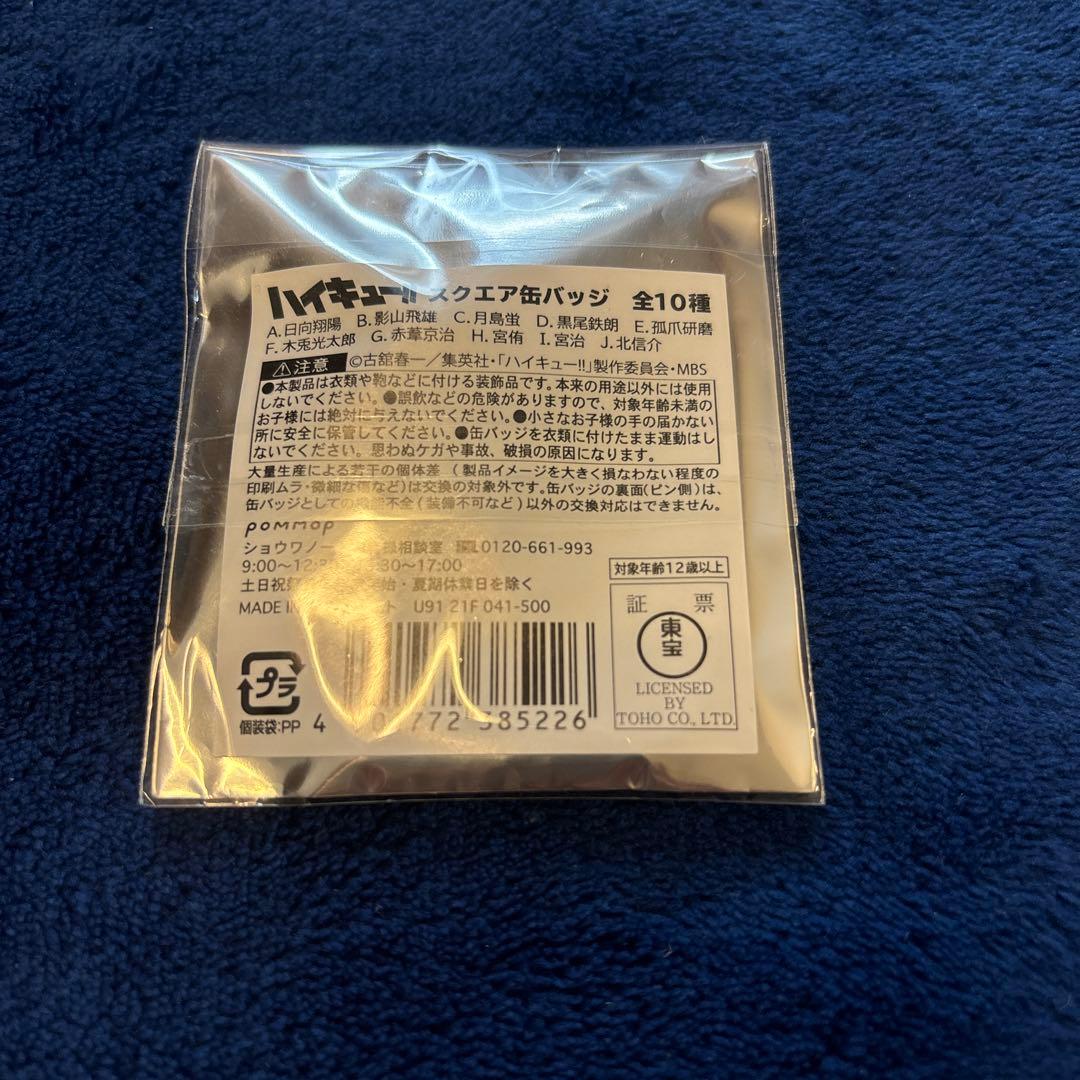 ハイキュー!! スクエア缶バッジ 全10種
A.日向翔陽 B.影山飛雄 C.月島蛍 D.黒尾鉄朗 E.孤爪研磨
F.木兎光太郎 G.赤葦京治 H.宮侑 I.宮治 J.北信介
⚠注意 ©古舘春一/集英社・「ハイキュー!!」製作委員会・MBS
●本製品は衣類や鞄などに付ける装飾品です。本来の用途以外には使用
しないでください。●誤飲などの危険がありますので、対象年齢未満の
お子様には絶対に与えないでください。●小さなお子様の手の届かない
所に安全に保管してください。●缶バッジを衣類に付けたまま運動はし
ないでください。思わぬケガや事故、破損の原因になります。
大量生産による若干の個体差(製品イメージを大きく損なわない程度の
印刷ムラ・微細な傷など)は交換の対象外です。缶バッジの裏面(ピン側)は、
缶バッジとしての 不全(装備不可など)以外の交換対応はできません。
pommop
ショウワノー 相談室 TEL0120-661-993
9:00〜12: 30〜17:00
土日祝 始・夏期休業日を除く
MADE IN ト U91 21F 041-500
対象年齢12歳以上
証 票
東宝
LICENSED
BY
TOHO CO., LTD.
プラ
個装袋:PP 4
772 385226